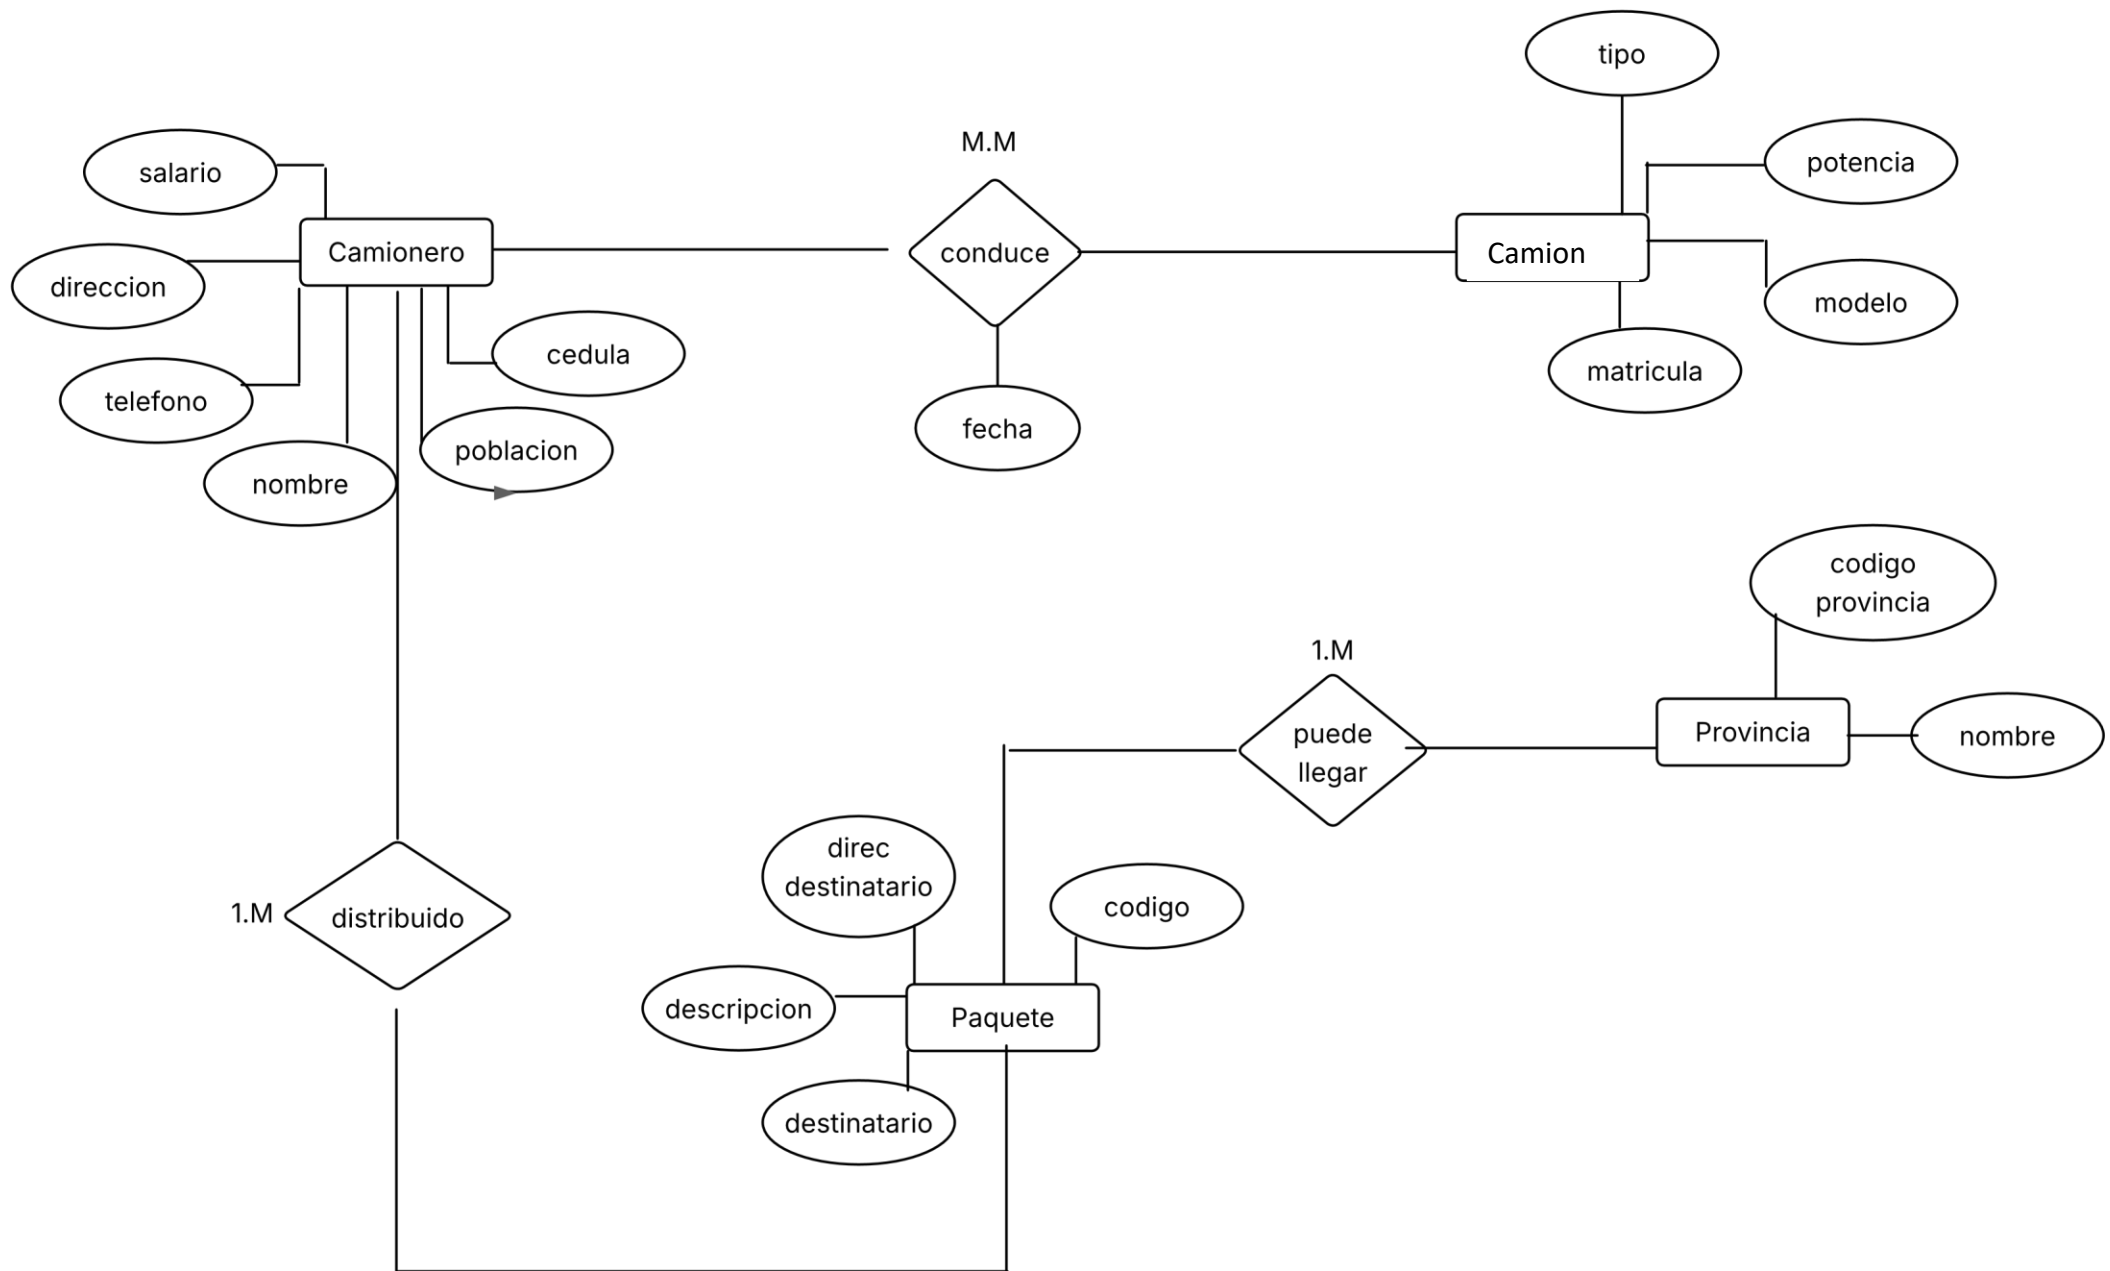 tipo
M.M
salario
potencia
Camionero
conduce
Camion
direccion
modelo
cedula
matricula
telefono
fecha
poblacion
nombre
codigo
provincia
1.M
puede
llegar
Provincia
nombre
direc
destinatario
codigo
1.M
distribuido
descripcion
Paquete
destinatario